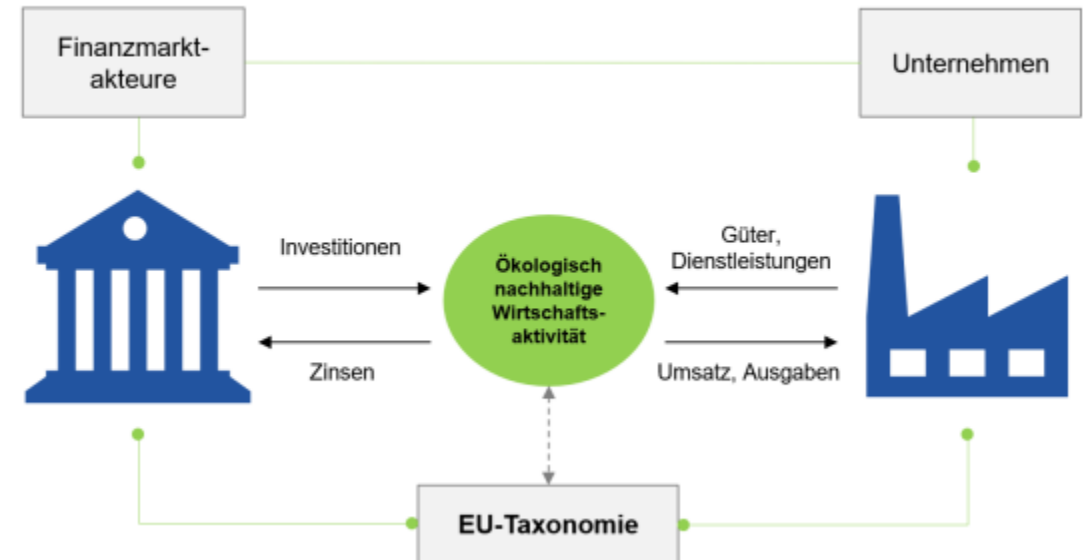 Finanzmarkt-
akteure
Unternehmen
Investitionen
Zinsen
Ökologisch
nachhaltige
Wirtschafts-
aktivität
Güter,
Dienstleistungen
Umsatz, Ausgaben
EU-Taxonomie